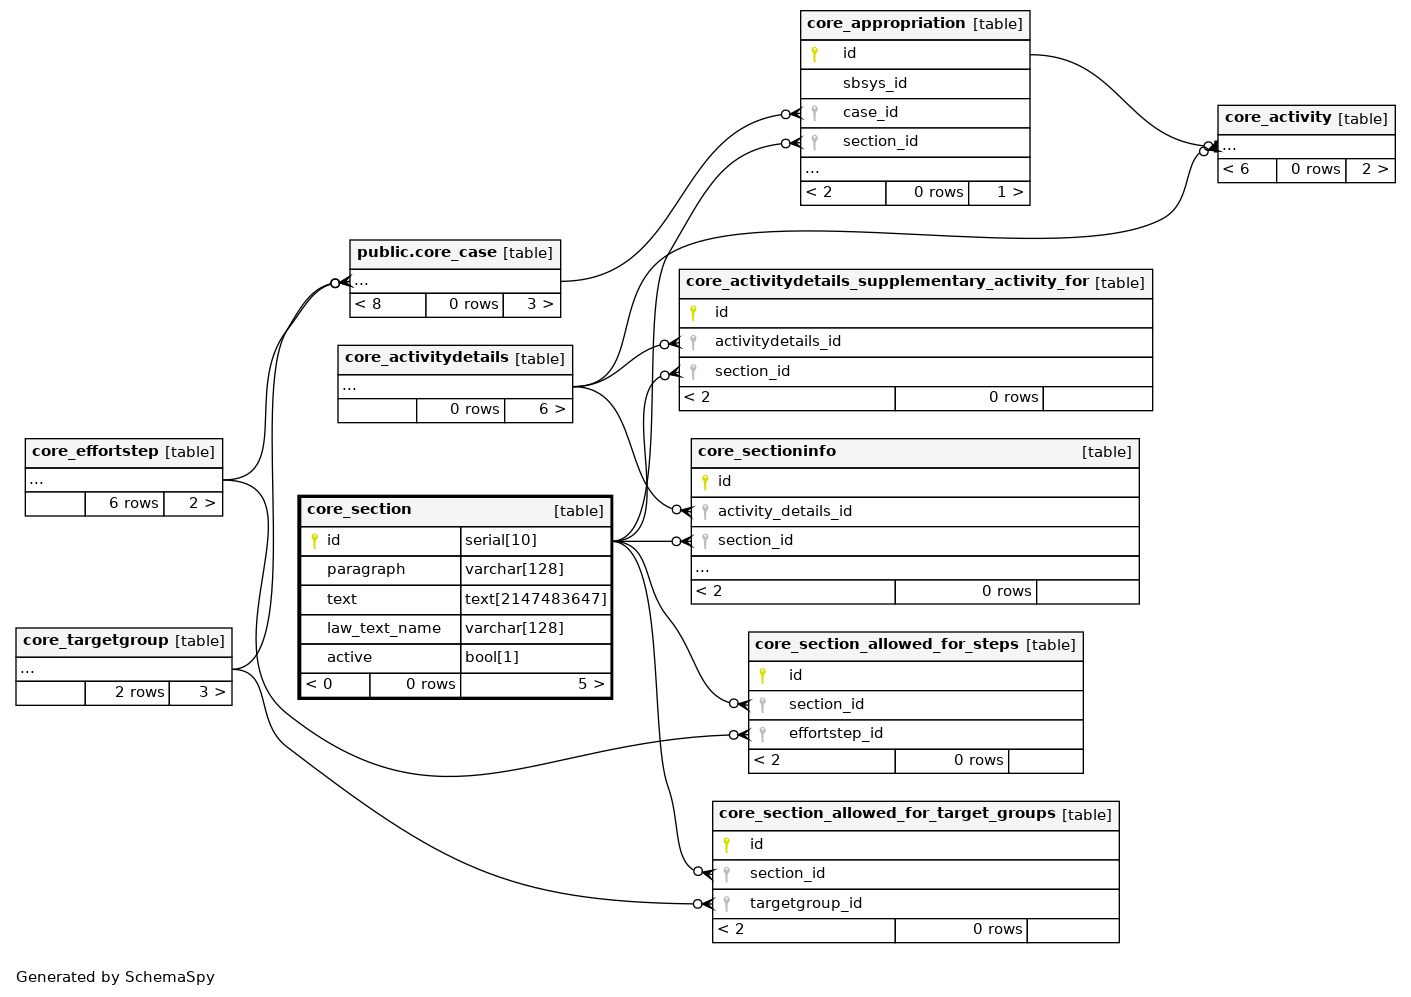 core_appropriation [table]
id
sbsys_id
case_id
section_id
...
< 2 0 rows 1 >
core_activity [table]
...
< 6 0 rows 2 >
public.core_case [table]
...
< 8 0 rows 3 >
core_activitydetails_supplementary_activity_for [table]
id
activitydetails_id
section_id
< 2 0 rows
core_activitydetails [table]
...
0 rows 6 >
core_effortstep [table]
...
6 rows 2 >
core_sectioninfo [table]
id
activity_details_id
section_id
...
< 2 0 rows
core_section [table]
id serial[10]
paragraph varchar[128]
text text[2147483647]
law_text_name varchar[128]
active bool[1]
< 0 0 rows 5 >
core_targetgroup [table]
...
2 rows 3 >
core_section_allowed_for_steps [table]
id
section_id
effortstep_id
< 2 0 rows
core_section_allowed_for_target_groups [table]
id
section_id
targetgroup_id
< 2 0 rows
Generated by SchemaSpy